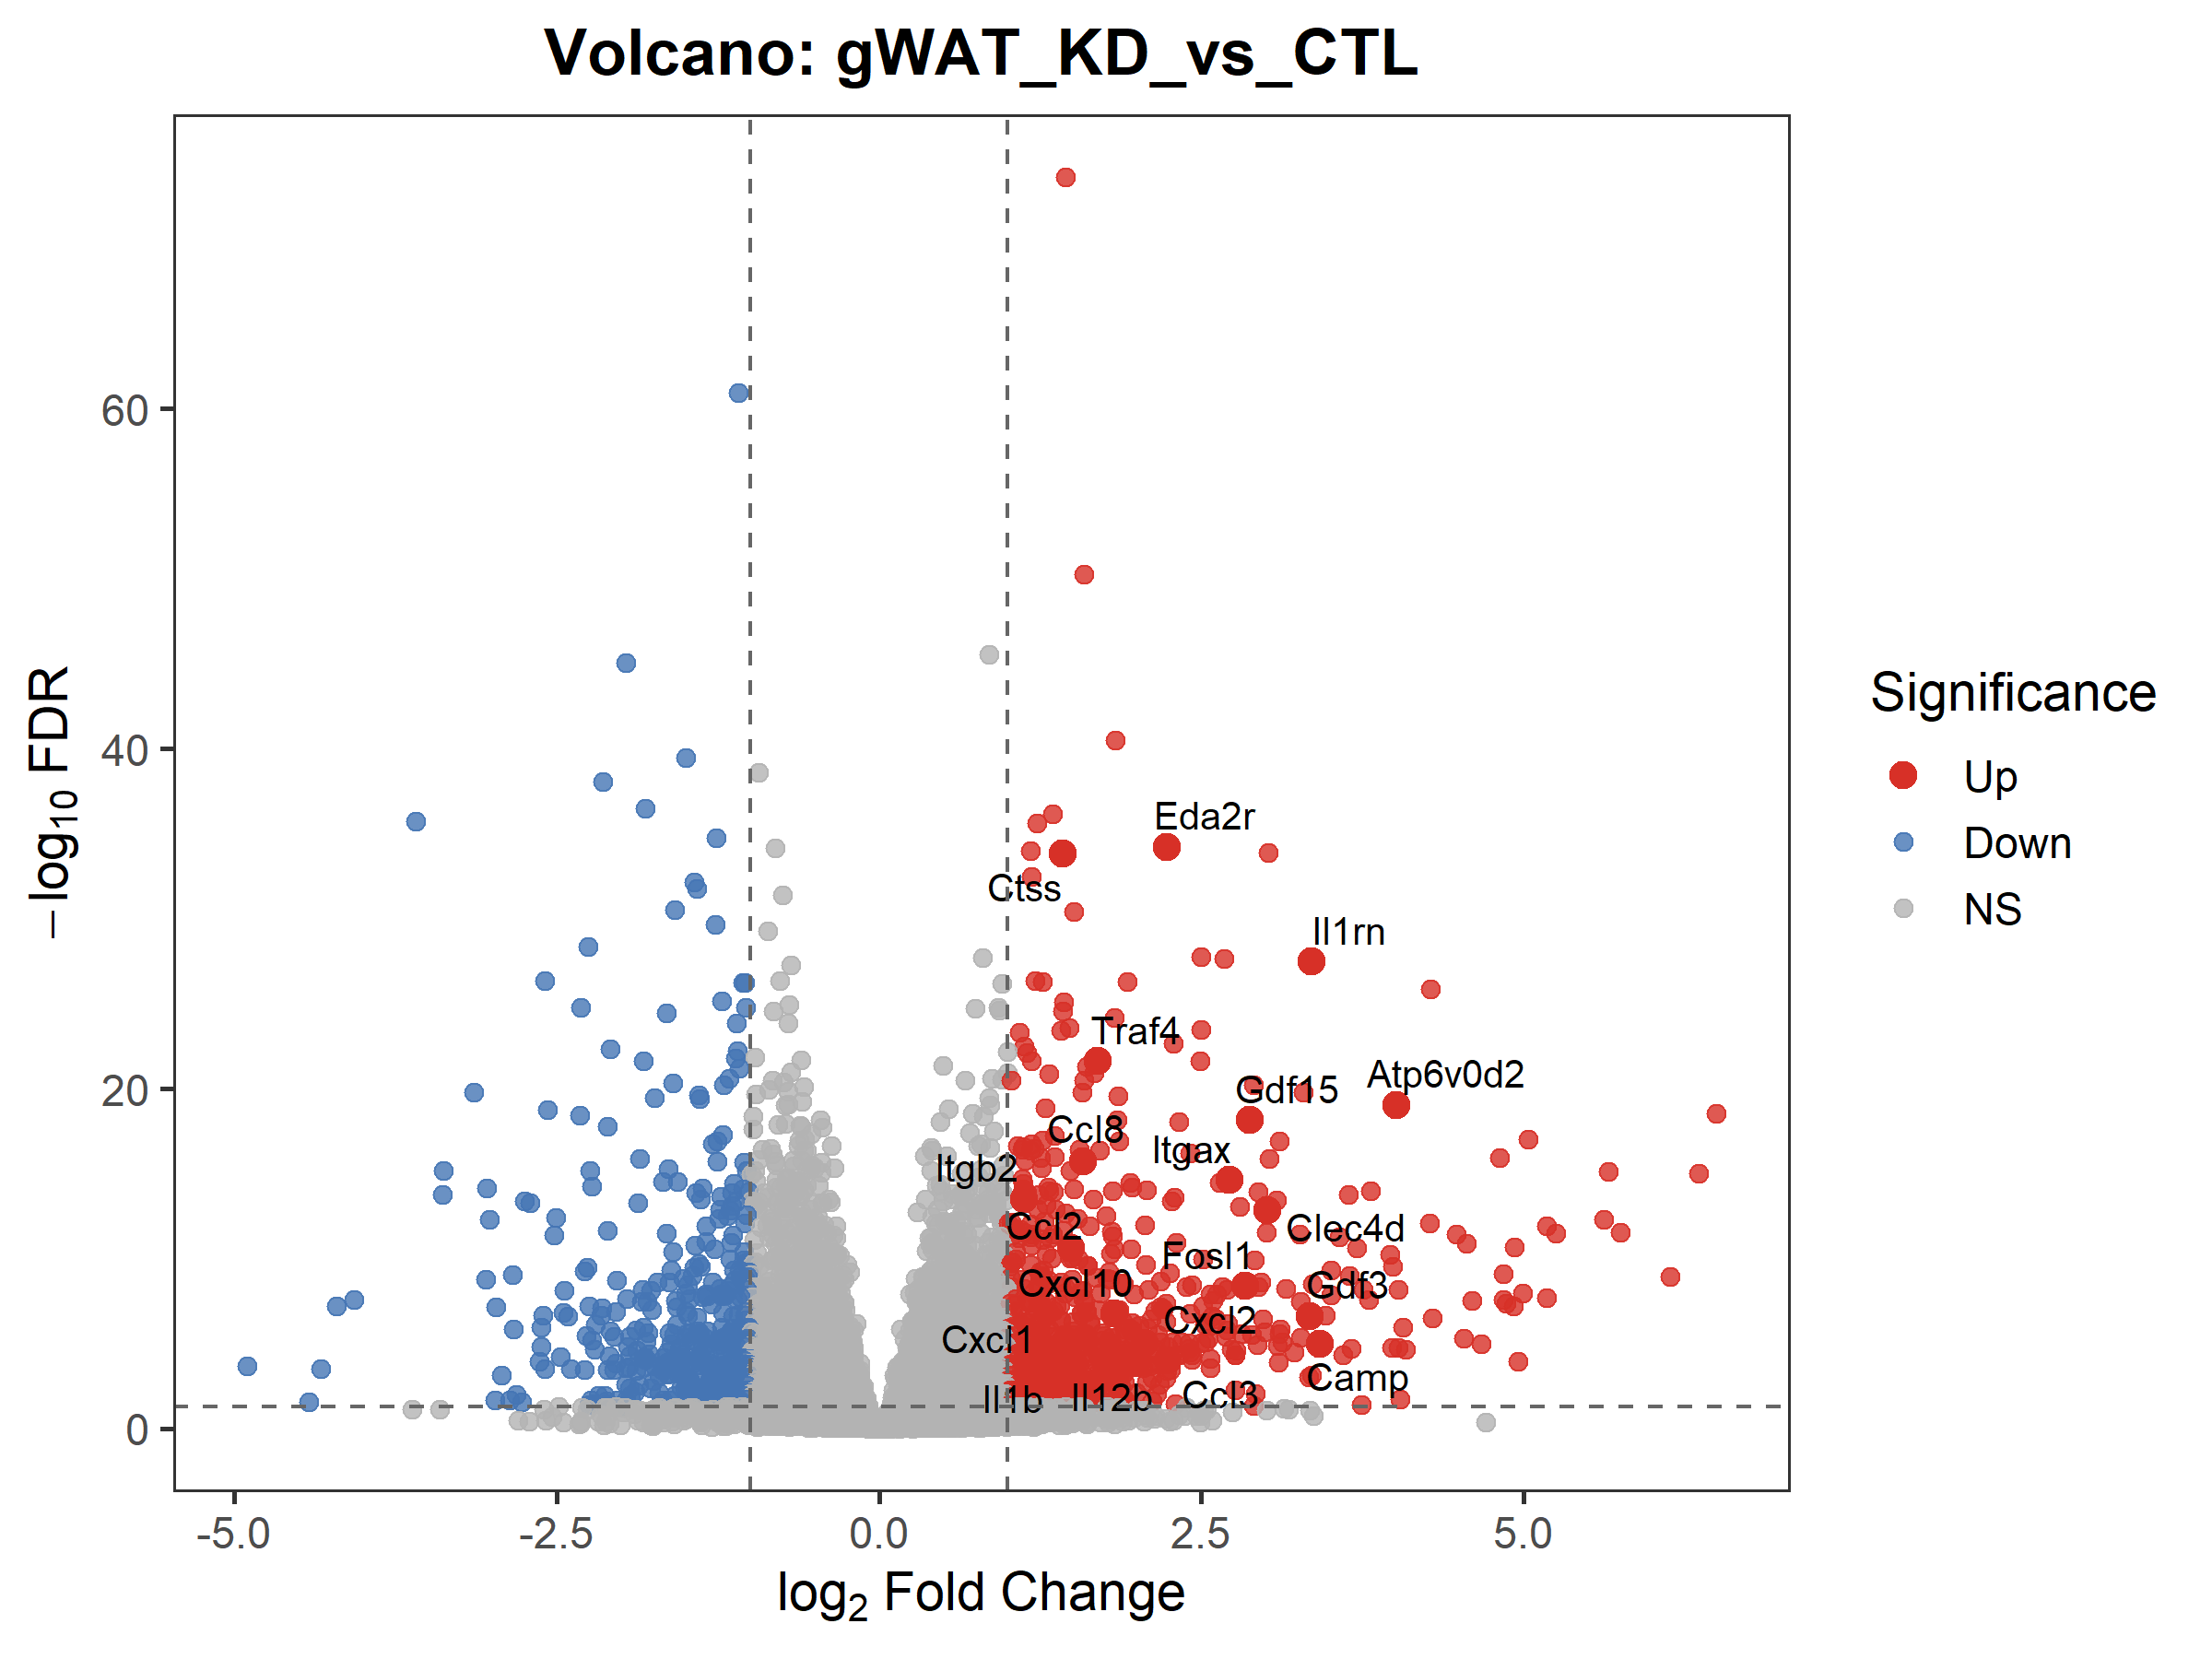 Volcano: gWAT_KD_vs_CTL
−log10 FDR
60
40
20
0
Eda2r
Ctss
Il1rn
Traf4
Atp6v0d2
Gdf15
Ccl8
Itgax
Itgb2
Ccl2
Clec4d
Fosl1
Cxcl10
Gdf3
Cxcl2
Cxcl1
Camp
Il1b
Il12b
Ccl3
-5.0
-2.5
0.0
2.5
5.0
log2 Fold Change
Significance
Up
Down
NS